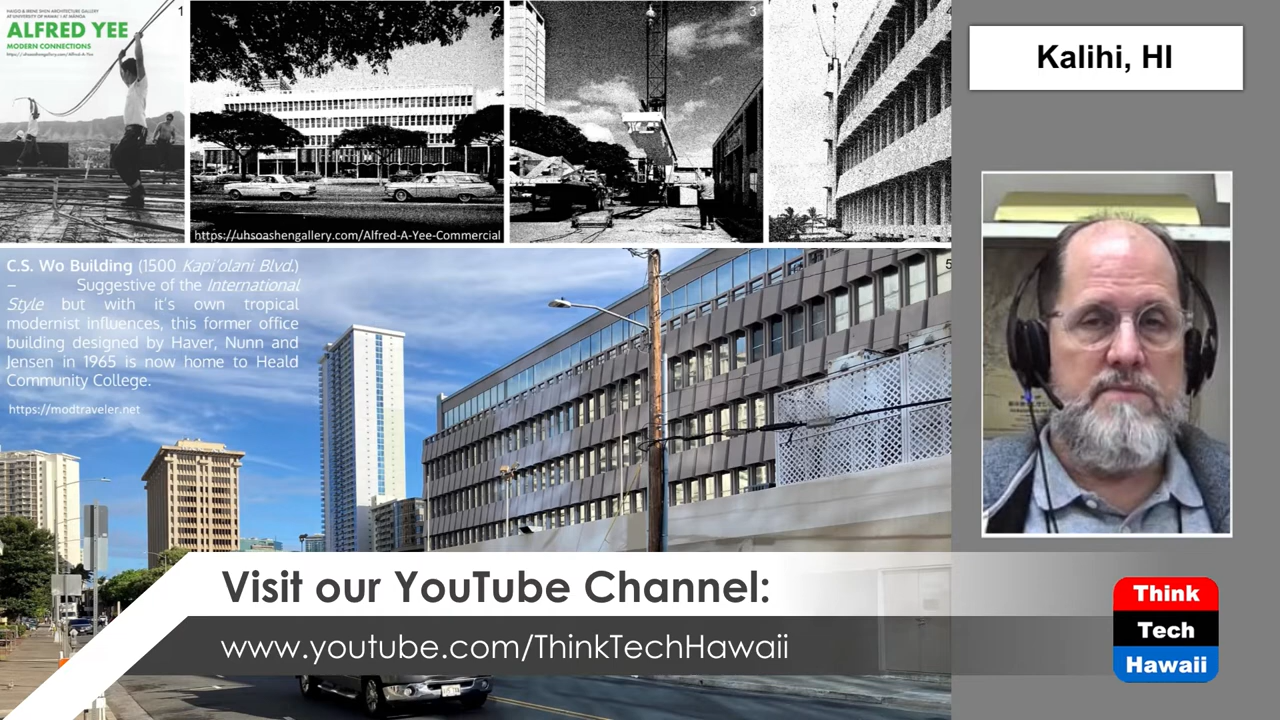 HAIGO & IRENE SHEN ARCHITECTURE GALLERY
AT UNIVERSITY OF HAWAI'I AT MĀNOA
ALFRED YEE
MODERN CONNECTIONS
1
2
3
https://uhsoashengallery.com/Alfred-A-Yee-Commercial
C.S. Wo Building (1500 Kapi'olani Blvd.)
– Suggestive of the International
Style but with it's own tropical
modernist influences, this former office
building designed by Haver, Nunn and
Jensen in 1965 is now home to Heald
Community College.
https://modtraveler.net
5
Kalihi, HI
Visit our YouTube Channel:
www.youtube.com/ThinkTechHawaii
Think
Tech
Hawaii